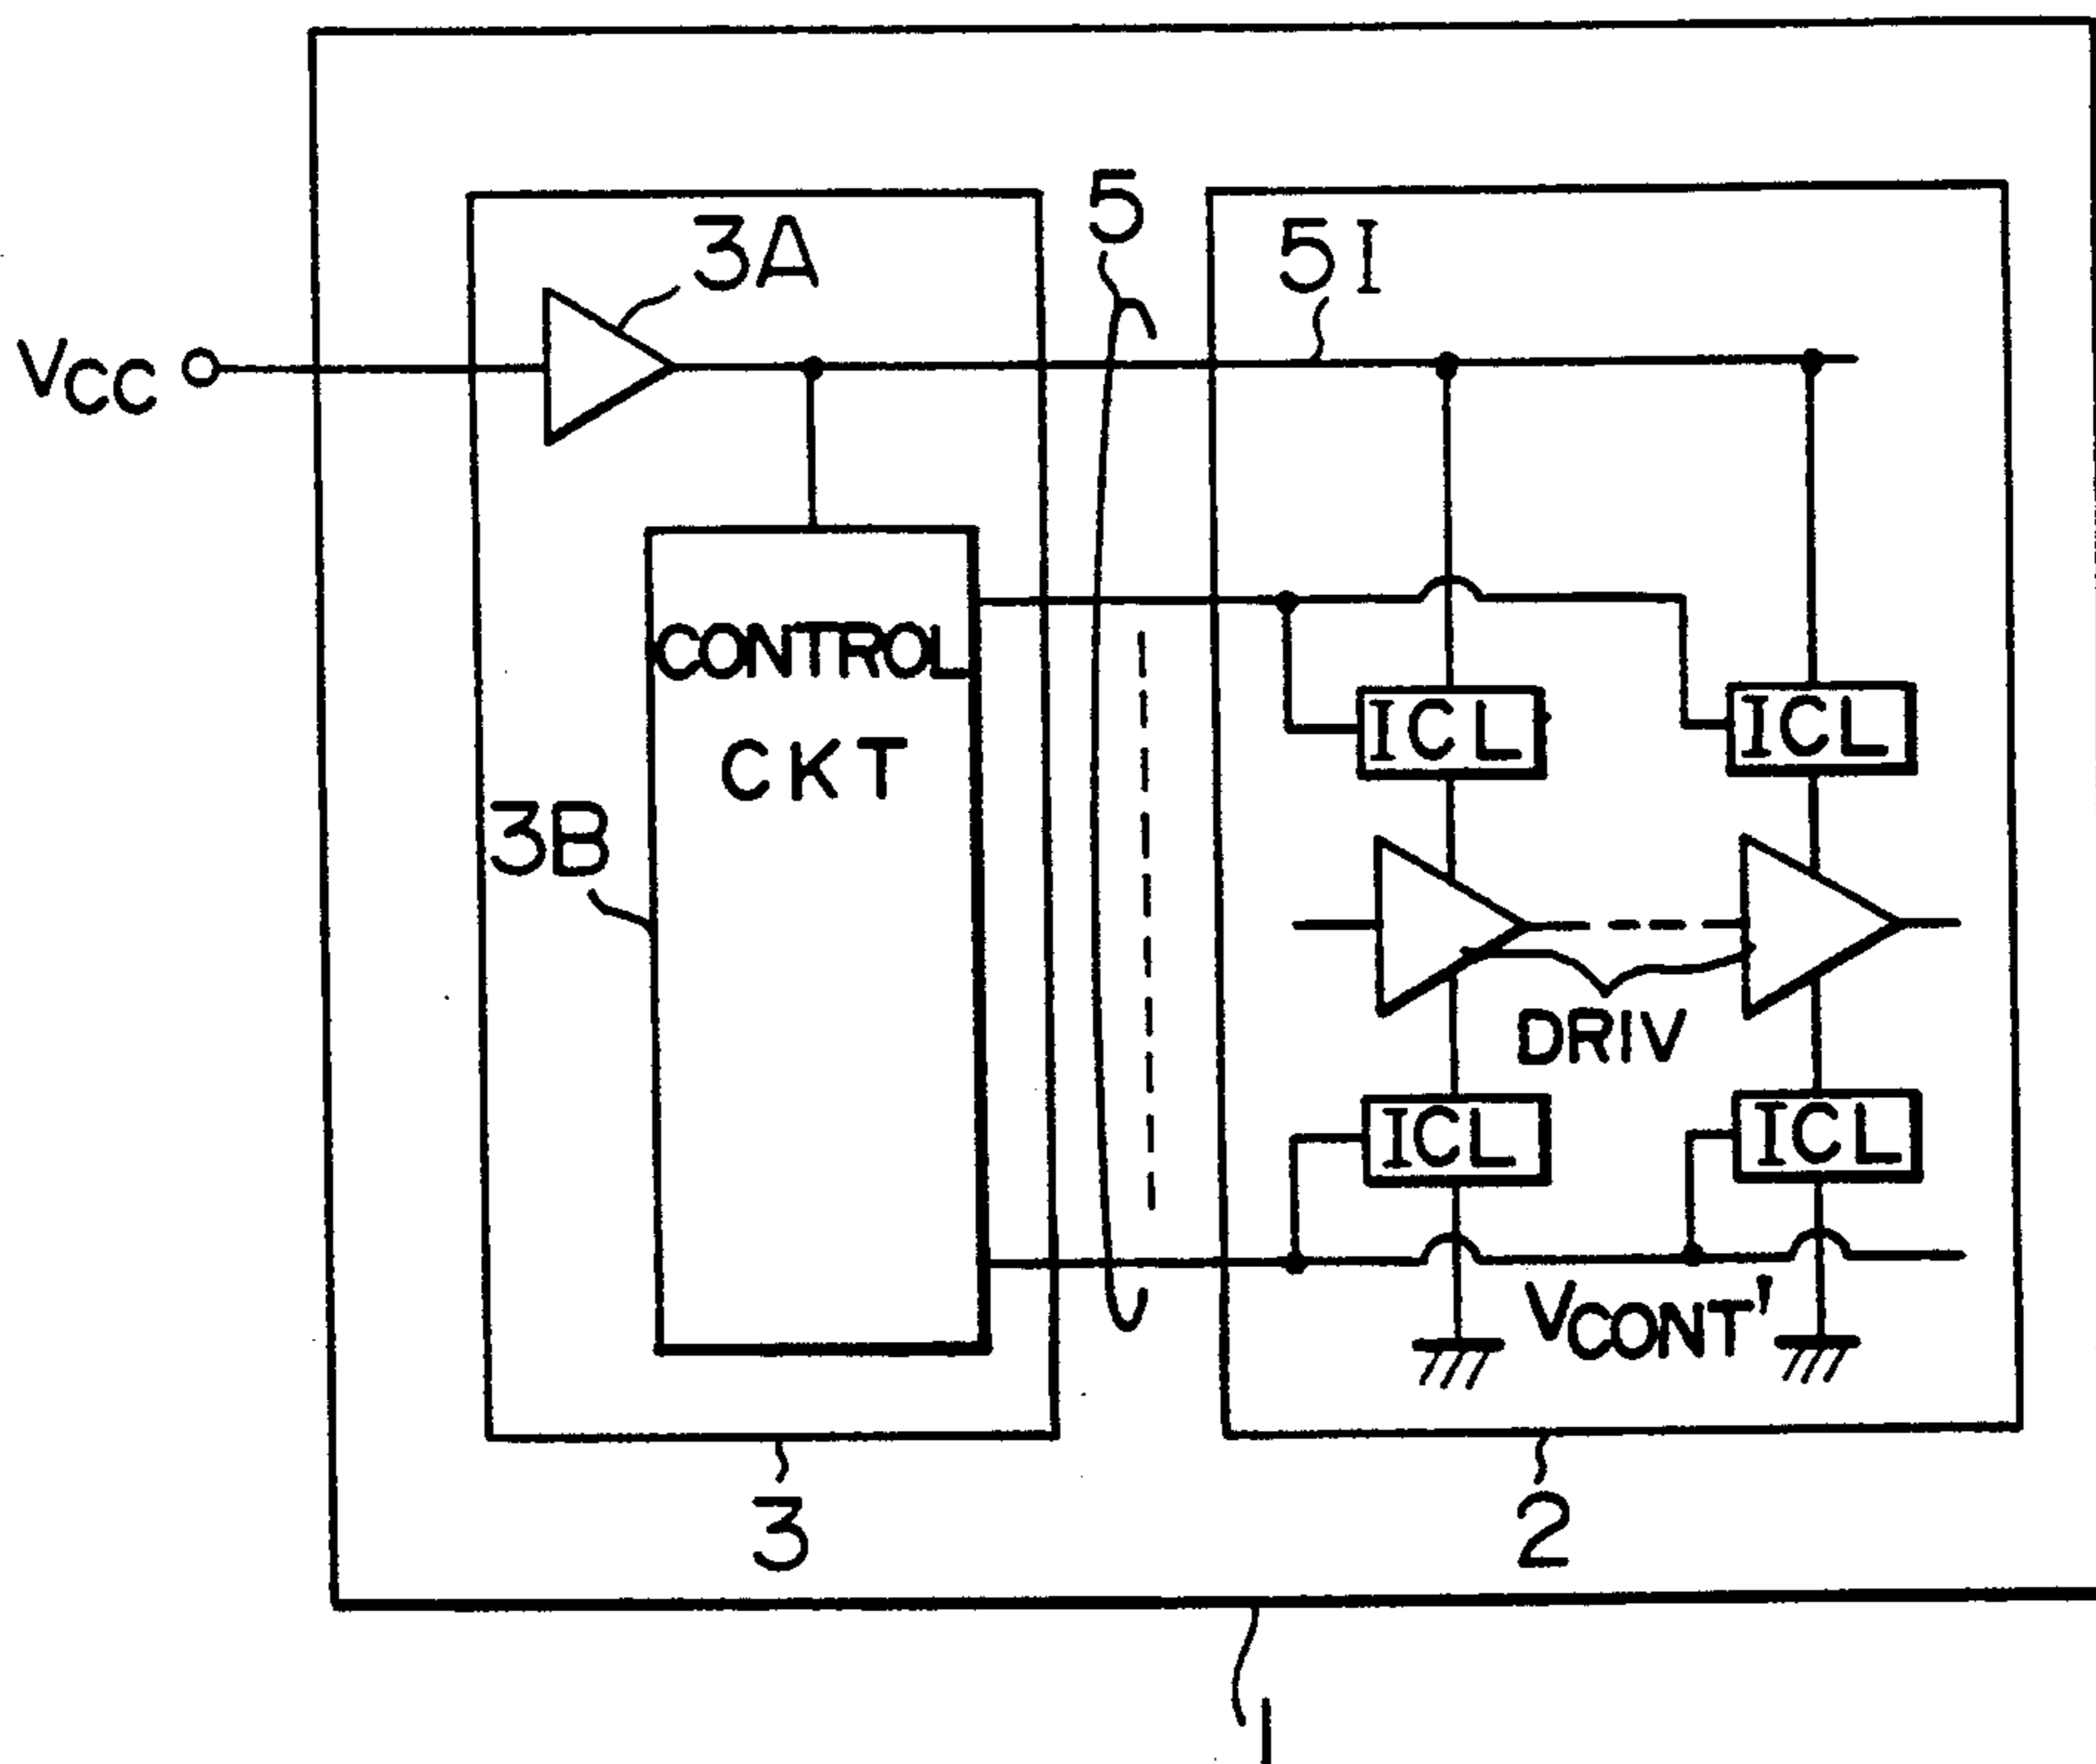 3A
5
5I
VCC
CONTROL
CKT
ICL
ICL
3B
DRIV
ICL
ICL
VCONT'
3
2
1